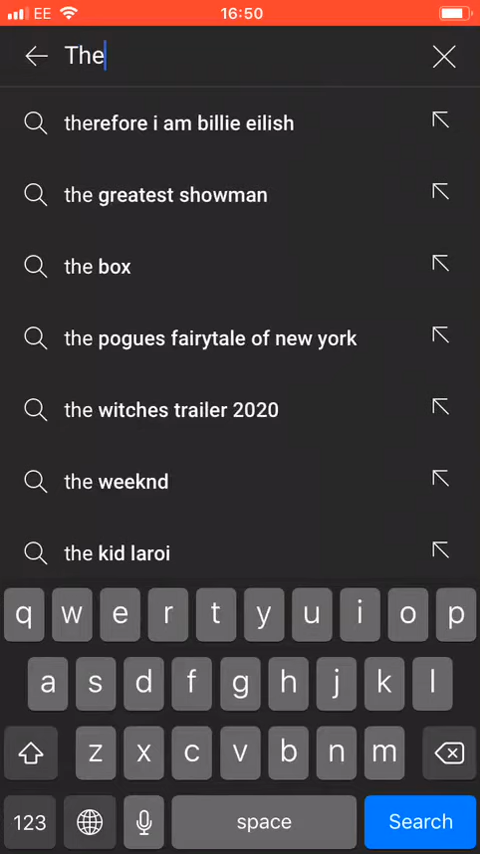 EE 16:50
The
therefore i am billie eilish
the greatest showman
the box
the pogues fairytale of new york
the witches trailer 2020
the weeknd
the kid laroi
q w e r t y u i o p
a s d f g h j k l
z x c v b n m
123 space Search